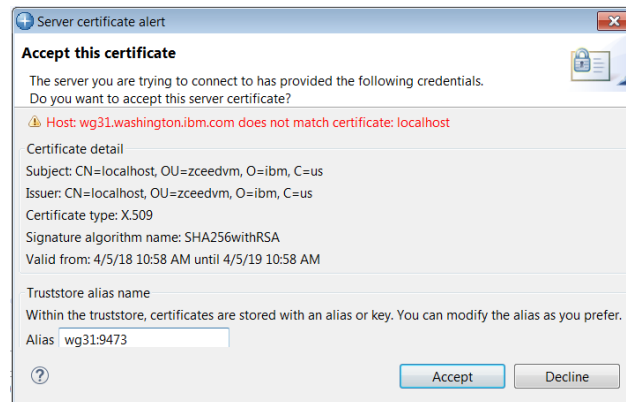 Server certificate alert
Accept this certificate
The server you are trying to connect to has provided the following credentials.
Do you want to accept this server certificate?
Host: wg31.washington.ibm.com does not match certificate: localhost
Certificate detail
Subject: CN=localhost, OU=zceedvm, O=ibm, C=us
Issuer: CN=localhost, OU=zceedvm, O=ibm, C=us
Certificate type: X.509
Signature algorithm name: SHA256withRSA
Valid from: 4/5/18 10:58 AM until 4/5/19 10:58 AM
Truststore alias name
Within the truststore, certificates are stored with an alias or key. You can modify the alias as you prefer.
Alias wg31:9473
? Accept Decline